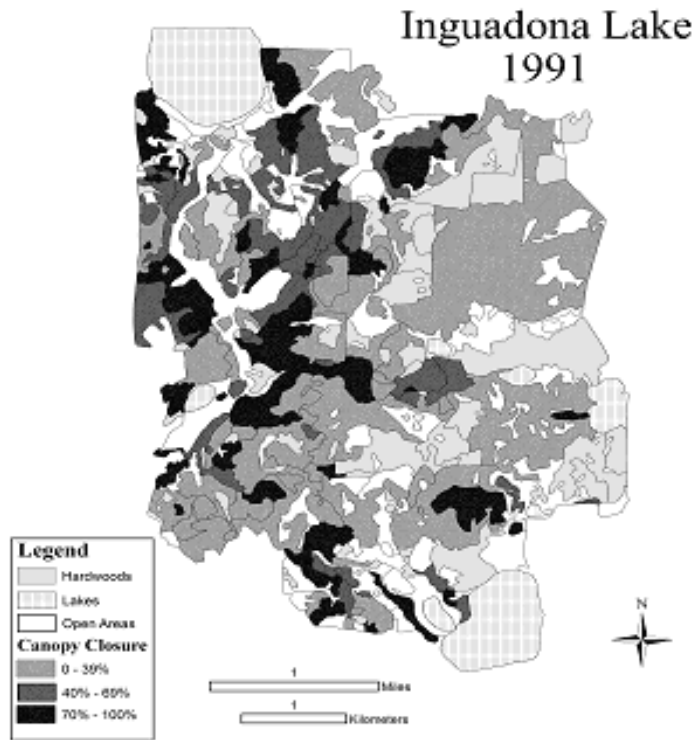 Inguadona Lake
1991
Legend
Hardwoods
Lakes
Open Areas
Canopy Closure
0 - 39%
40% - 69%
70% - 100%
1
Miles
1
Kilometers
N